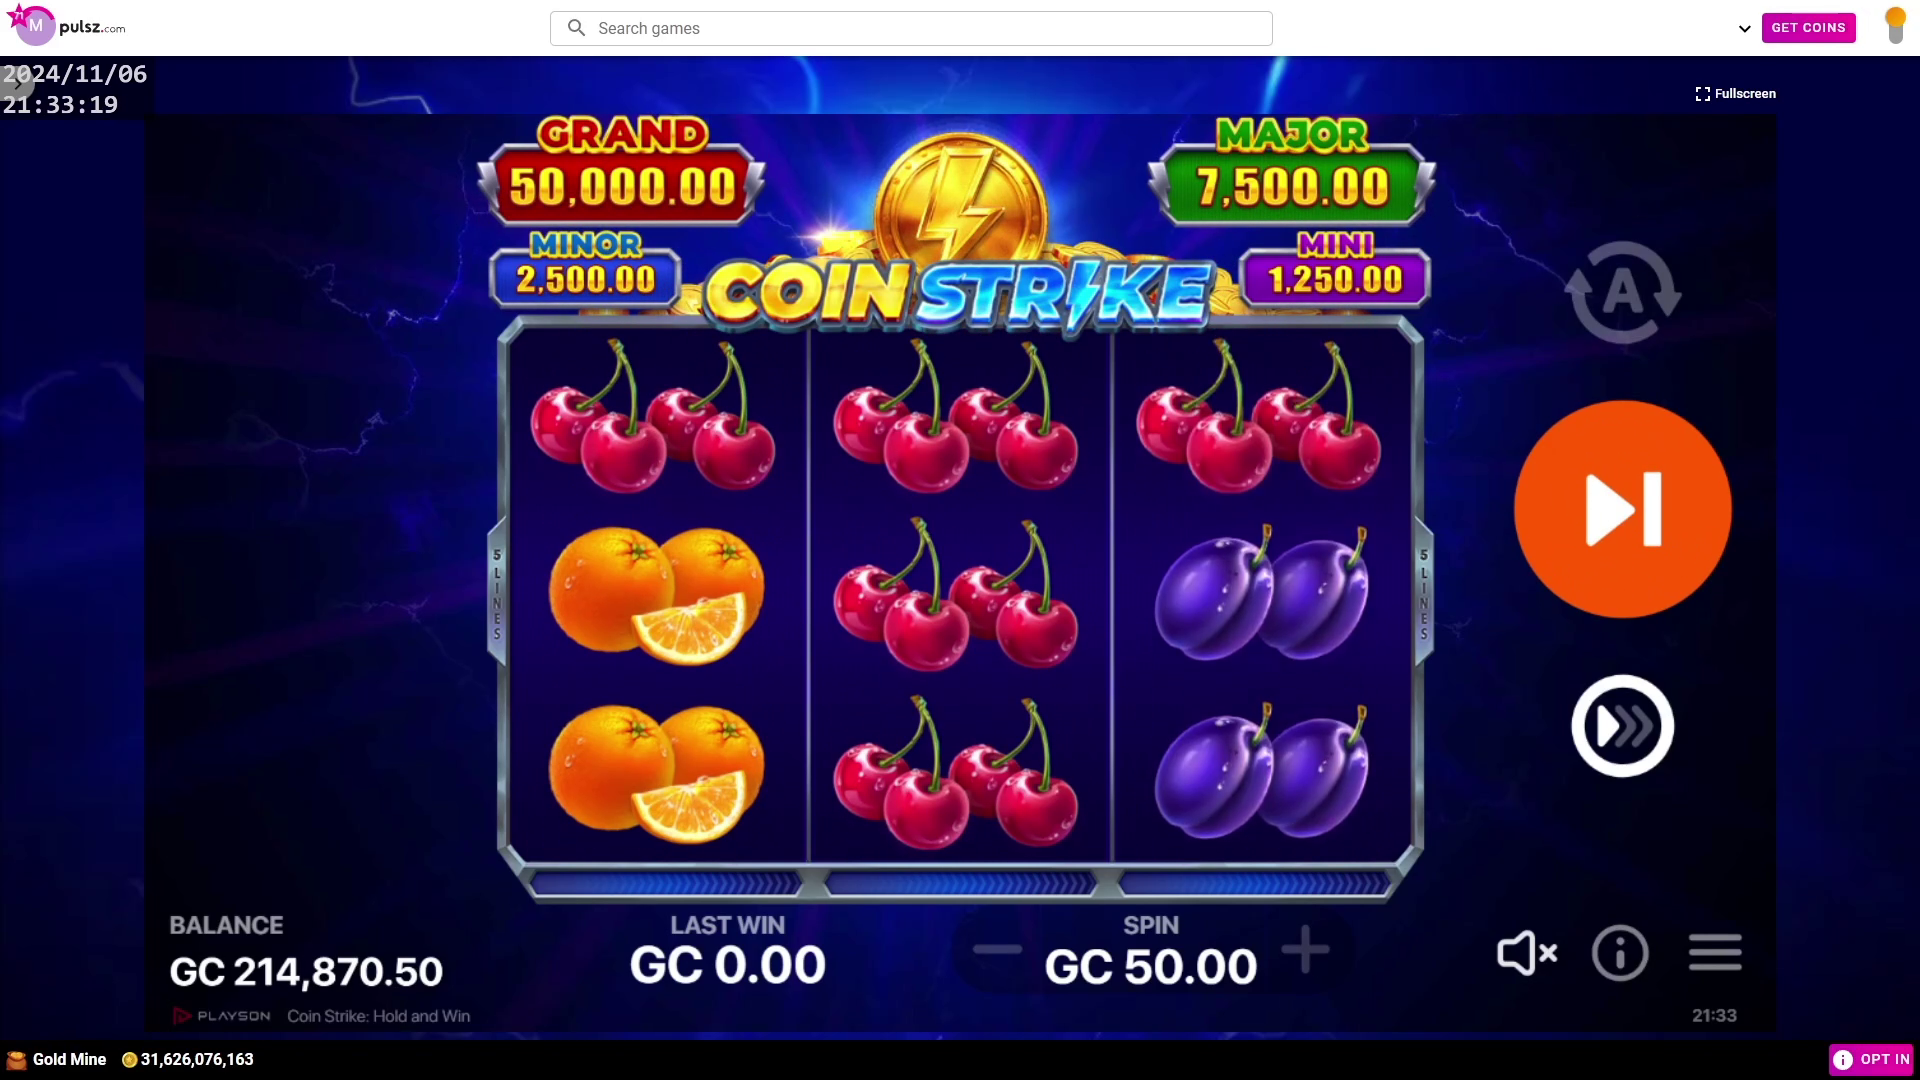 M
pulsz.com
Search games
GET COINS
2024/11/06
21:33:19
Fullscreen
GRAND
50,000.00
MAJOR
7,500.00
MINOR
2,500.00
MINI
1,250.00
COIN STRIKE
A
5 LINES
5 LINES
BALANCE
GC 214,870.50
LAST WIN
GC 0.00
SPIN
GC 50.00
PLAYSON
Coin Strike: Hold and Win
21:33
Gold Mine
31,626,076,163
OPT IN